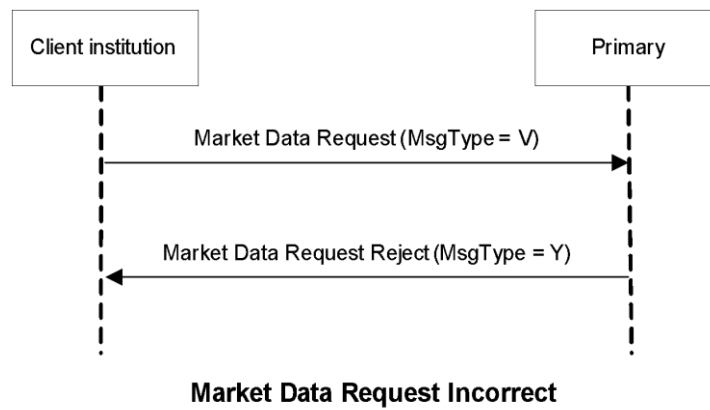 Client institution
Primary
Market Data Request (MsgType = V)
Market Data Request Reject (MsgType = Y)
Market Data Request Incorrect